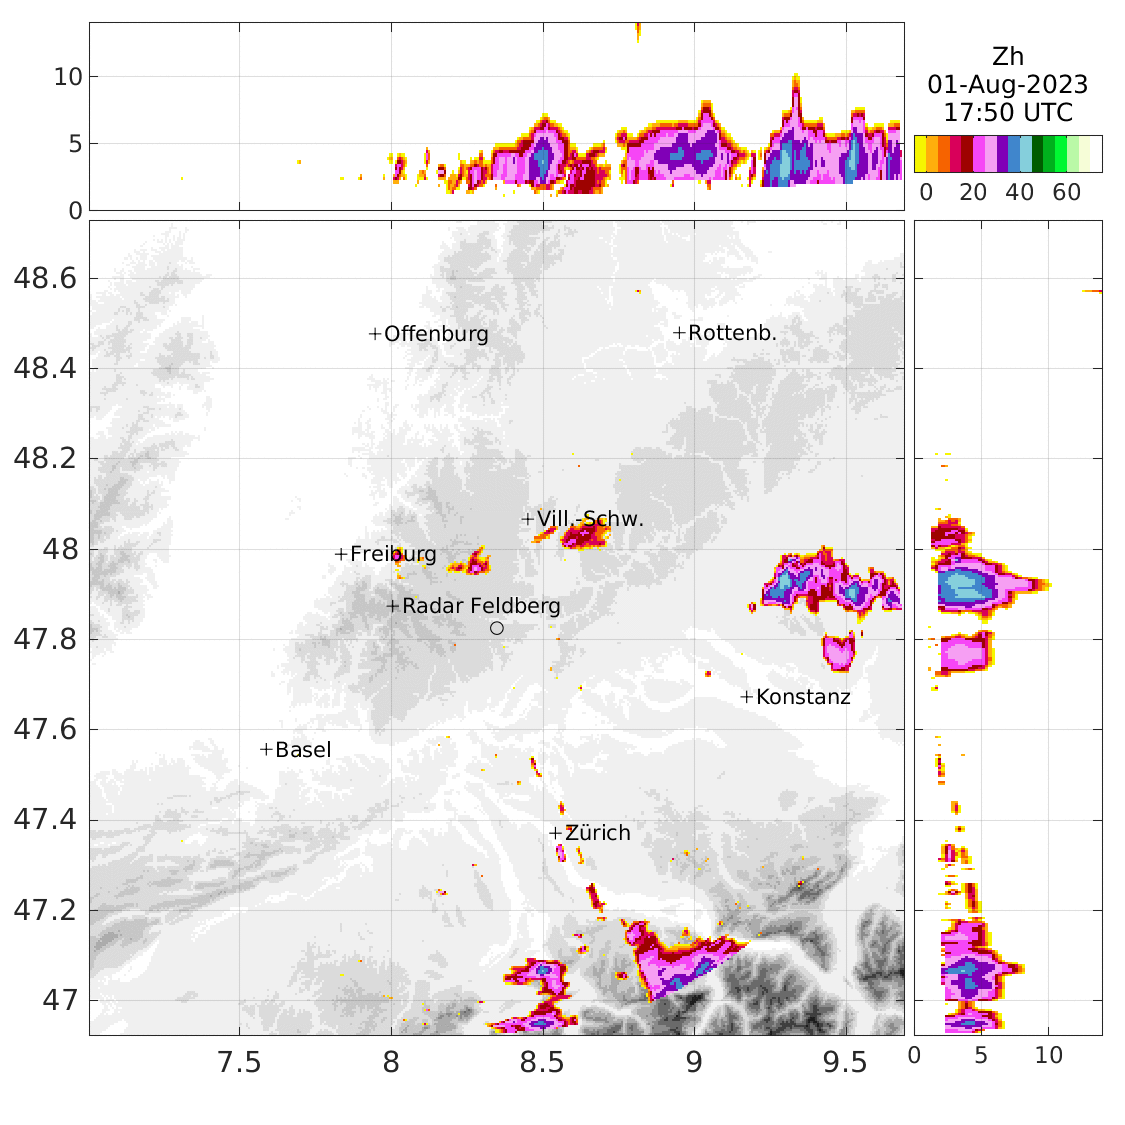 Zh
01-Aug-2023
17:50 UTC
0 20 40 60
10
5
0
48.6
48.4
48.2
48
47.8
47.6
47.4
47.2
47
Offenburg
Rottenb.
Vill.-Schw.
Freiburg
Radar Feldberg
Konstanz
Basel
Zürich
7.5 8 8.5 9 9.5
0 5 10